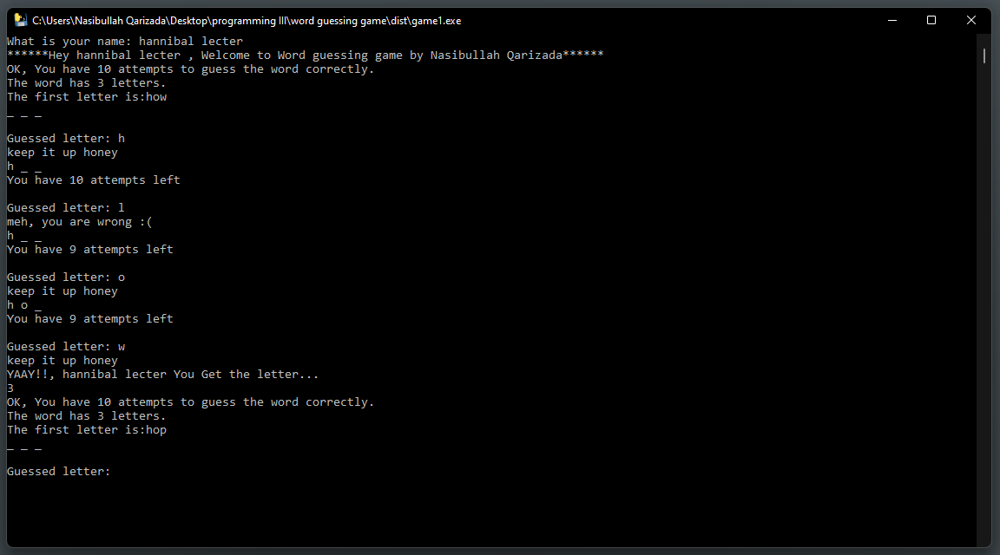 C:\Users\Nasibullah Qarizada\Desktop\programming III\word guessing game\dist\game1.exe
What is your name: hannibal lecter
******Hey hannibal lecter , Welcome to Word guessing game by Nasibullah Qarizada******
OK, You have 10 attempts to guess the word correctly.
The word has 3 letters.
The first letter is:how
_ _ _
Guessed letter: h
keep it up honey
h _ _
You have 10 attempts left
Guessed letter: l
meh, you are wrong :(
h _ _
You have 9 attempts left
Guessed letter: o
keep it up honey
h o _
You have 9 attempts left
Guessed letter: w
keep it up honey
YAAY!!, hannibal lecter You Get the letter...
3
OK, You have 10 attempts to guess the word correctly.
The word has 3 letters.
The first letter is:hop
_ _ _
Guessed letter: